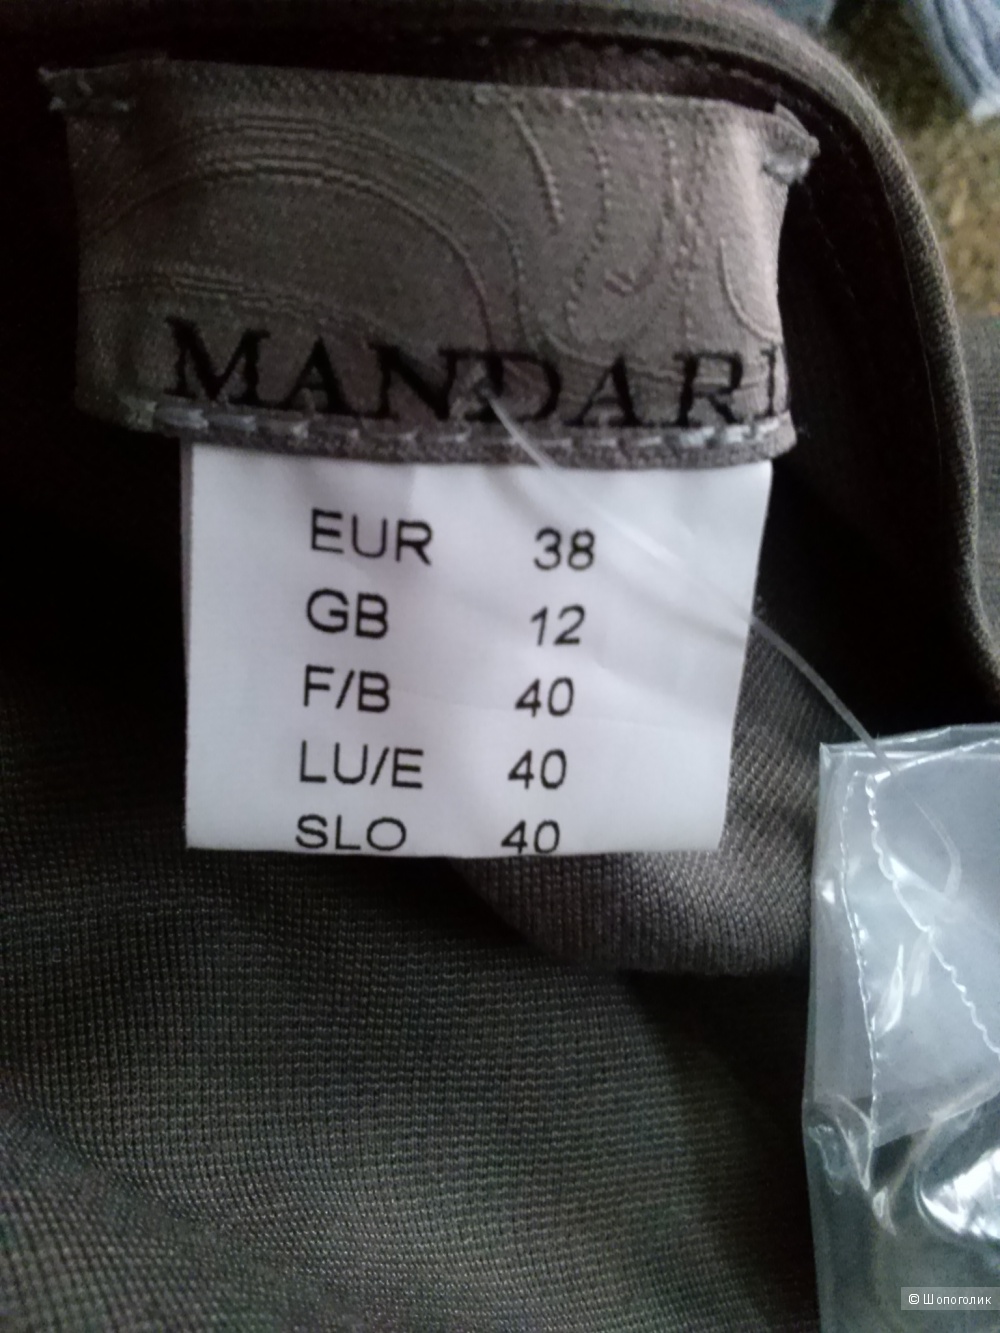 MANDARI
EUR 38
GB 12
F/B 40
LU/E 40
SLO 40
© Шопоголик